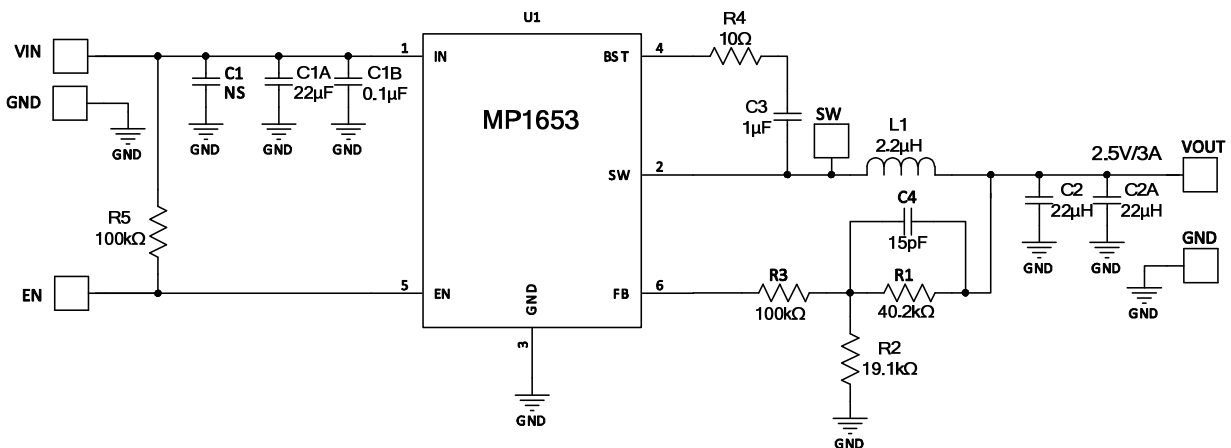 U1
R4
10Ω
VIN
1
IN
BST
4
C1
NS
C1A
22µF
C1B
0.1µF
GND
GND
GND
GND
GND
MP1653
C3
1µF
SW
L1
2.2µH
2.5V/3A
VOUT
SW
2
C2
22µH
C2A
22µH
C4
15pF
R5
100kΩ
GND
GND
GND
GND
R3
100kΩ
R1
40.2kΩ
EN
5
EN
FB
6
GND
3
R2
19.1kΩ
GND
GND